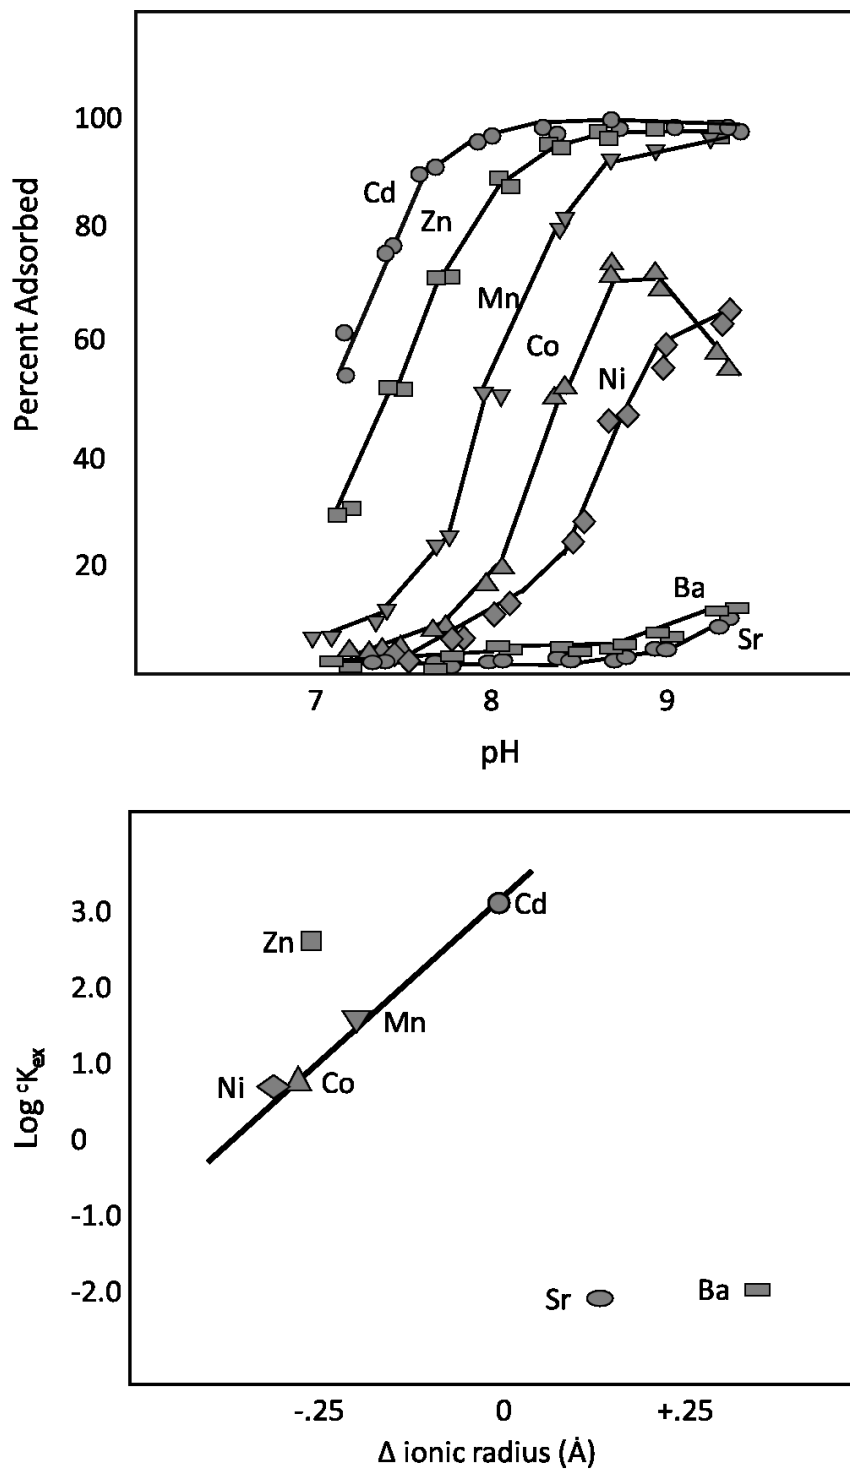 100
80
60
40
20
Percent Adsorbed
Cd
Zn
Mn
Co
Ni
Ba
Sr
7 8 9
pH
3.0
2.0
1.0
0
-1.0
-2.0
Log ᶜKₑₓ
Zn
Cd
Mn
Ni
Co
Sr
Ba
-.25 0 +.25
Δ ionic radius (Å)